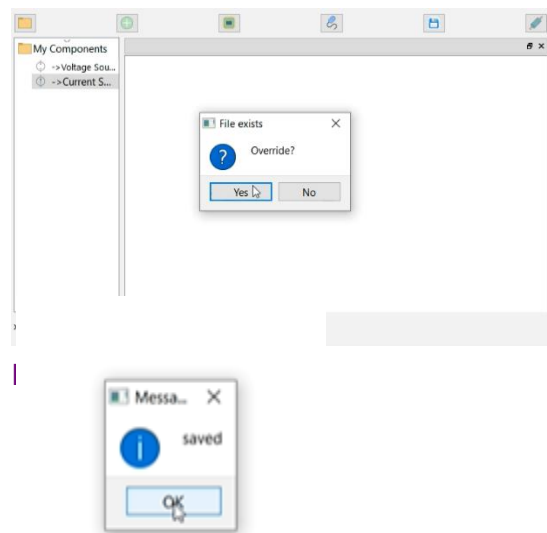 My Components
->Voltage Sou...
->Current S...
File exists
Override?
Yes
No
Messa...
saved
OK